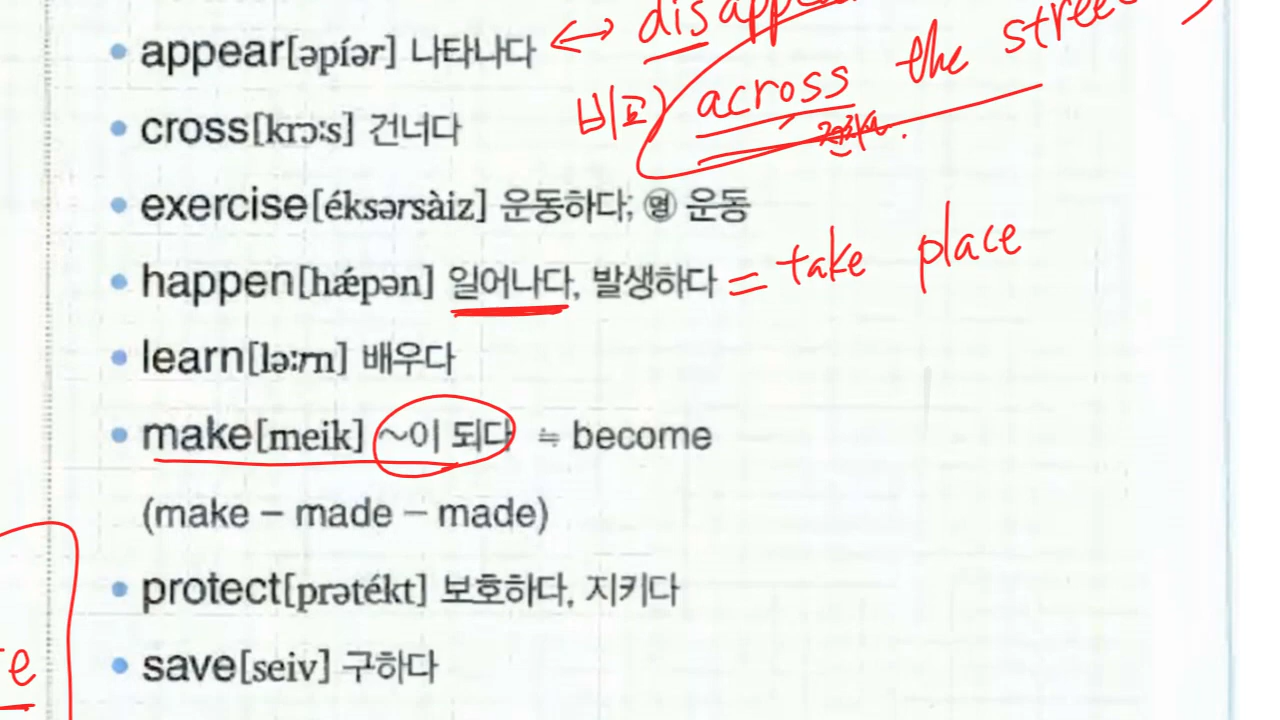 appear[əpíər] 나타나다 ↔
cross[krɔːs] 건너다 비교) across the
exercise[éksərsàiz] 운동하다; 명 운동
happen[hǽpən] 일어나다, 발생하다 = take place
learn[ləːrn] 배우다
make[meik] ~이 되다 ≒ become
(make – made – made)
protect[prətékt] 보호하다, 지키다
save[seiv] 구하다